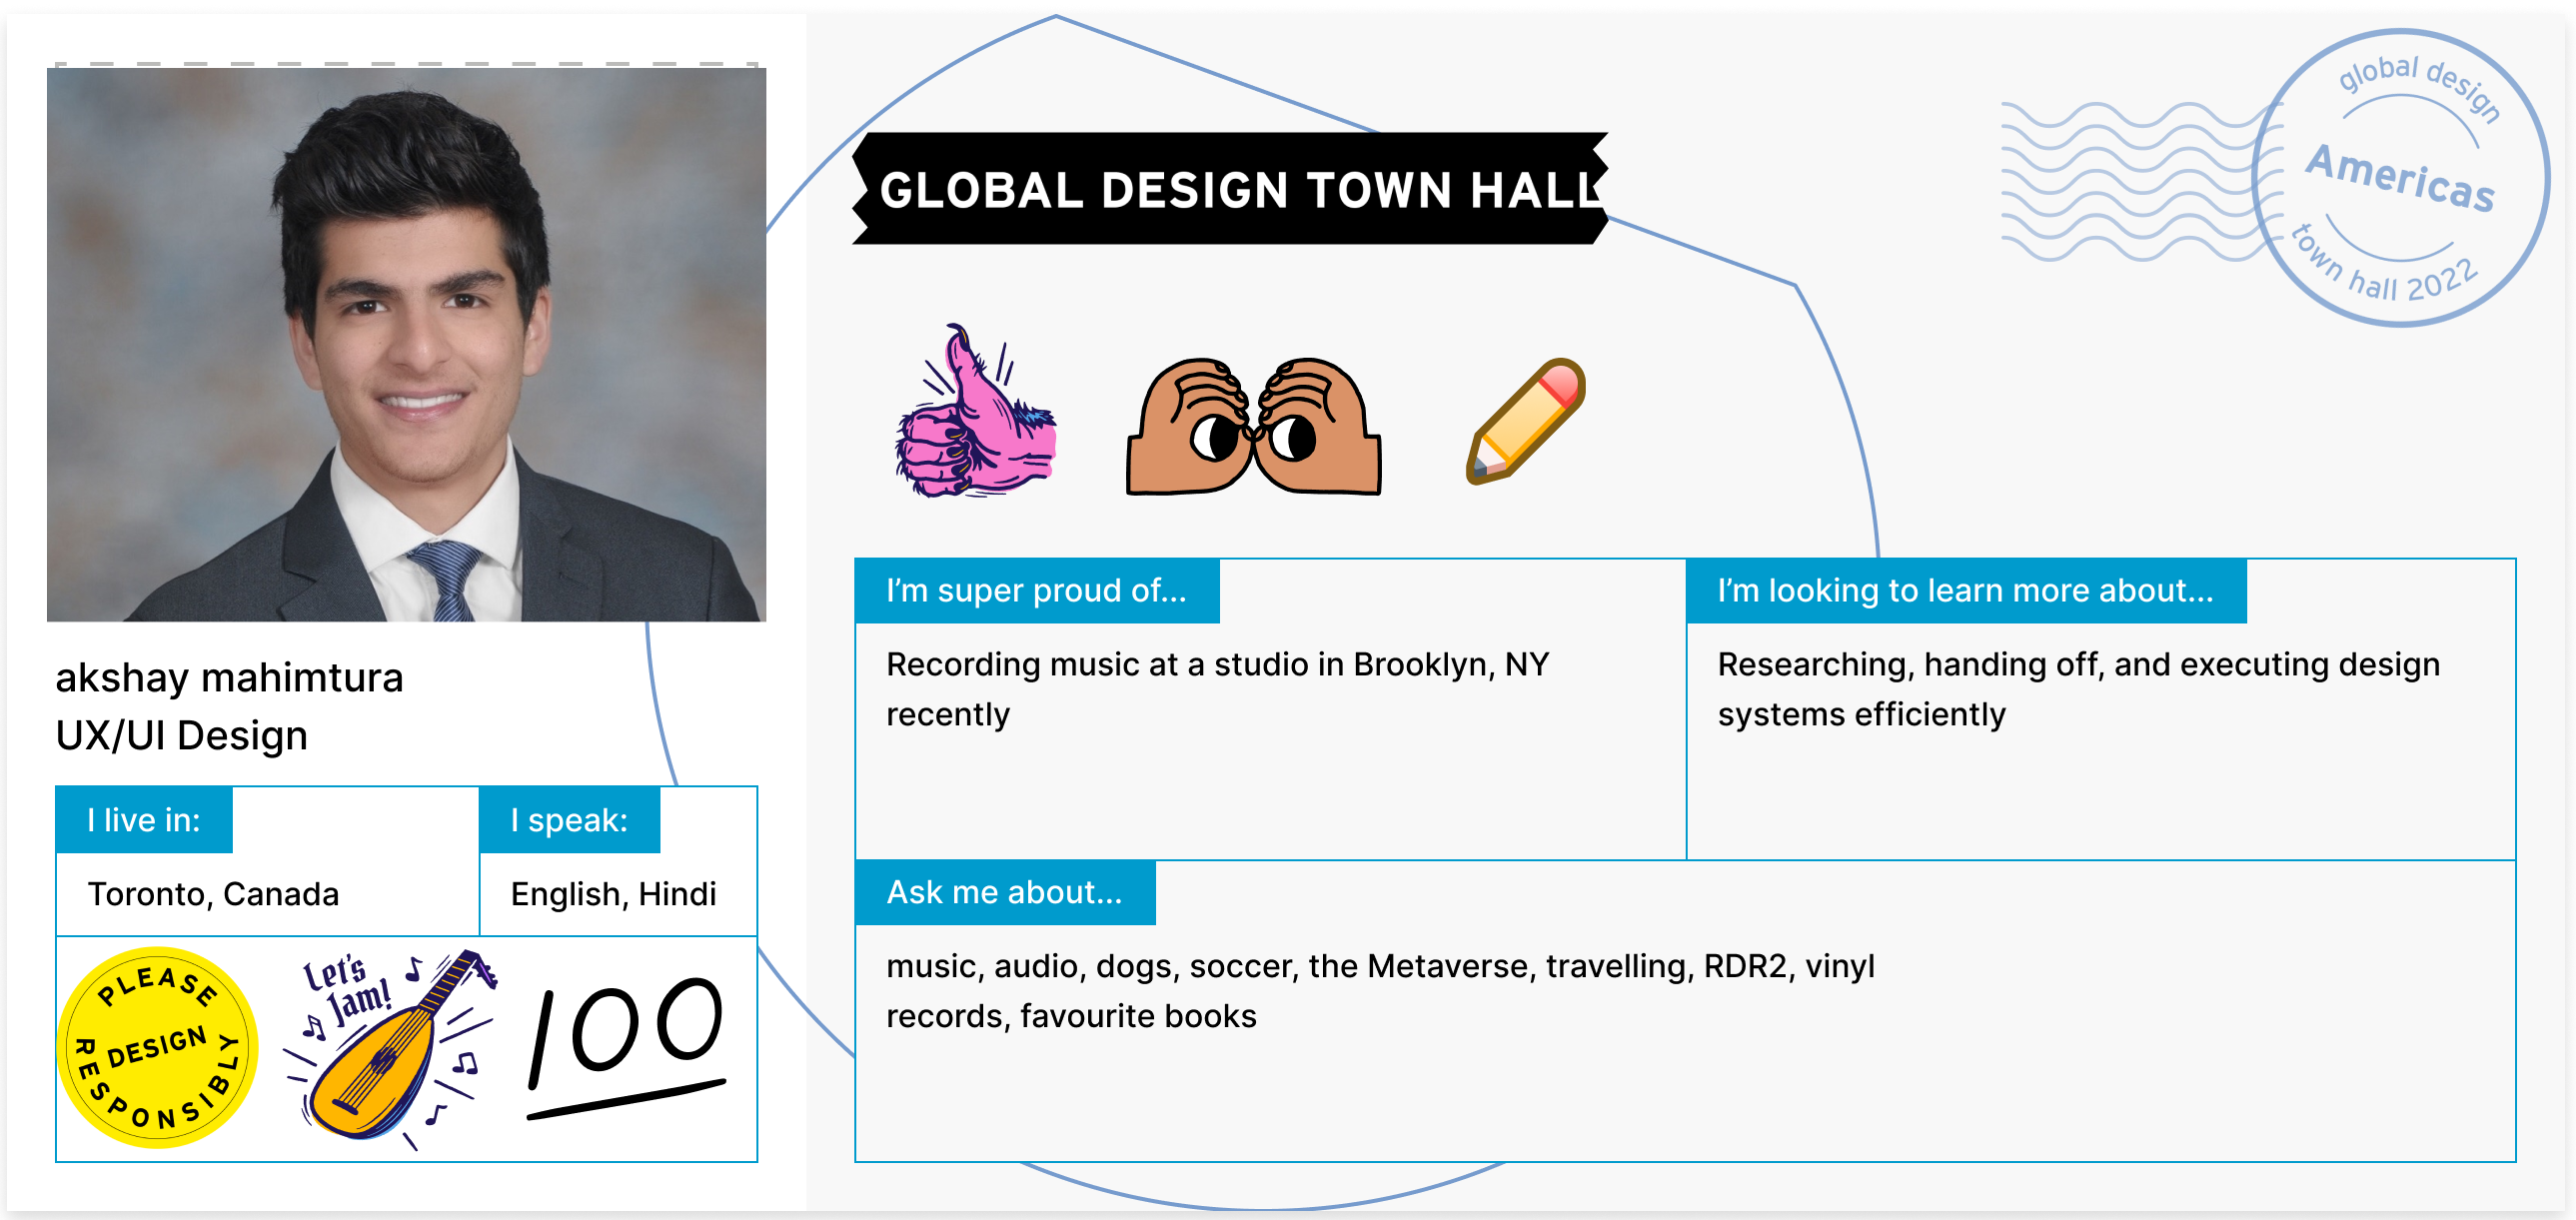 akshay mahimtura
UX/UI Design
I live in:
Toronto, Canada
I speak:
English, Hindi
PLEASE
DESIGN
RESPONSIBLY
Let's
Jam!
100
GLOBAL DESIGN TOWN HALL
global design
Americas
town hall 2022
I’m super proud of...
Recording music at a studio in Brooklyn, NY
recently
I’m looking to learn more about...
Researching, handing off, and executing design
systems efficiently
Ask me about...
music, audio, dogs, soccer, the Metaverse, travelling, RDR2, vinyl
records, favourite books